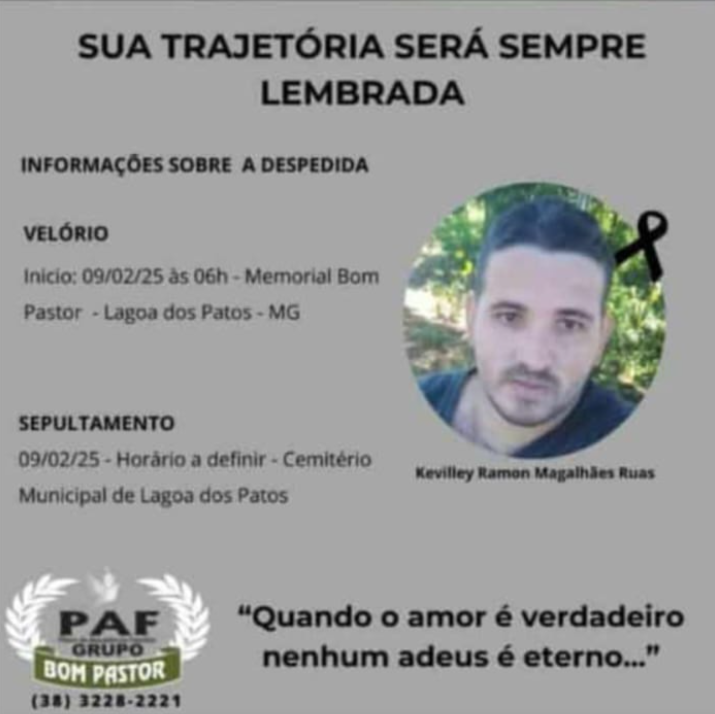 SUA TRAJETÓRIA SERÁ SEMPRE
LEMBRADA
INFORMAÇÕES SOBRE A DESPEDIDA
VELÓRIO
Inicio: 09/02/25 às 06h - Memorial Bom
Pastor - Lagoa dos Patos - MG
SEPULTAMENTO
09/02/25 - Horário a definir - Cemitério
Municipal de Lagoa dos Patos
Kevilley Ramon Magalhães Ruas
PAF
GRUPO
BOM PASTOR
(38) 3228-2221
“Quando o amor é verdadeiro
nenhum adeus é eterno...”